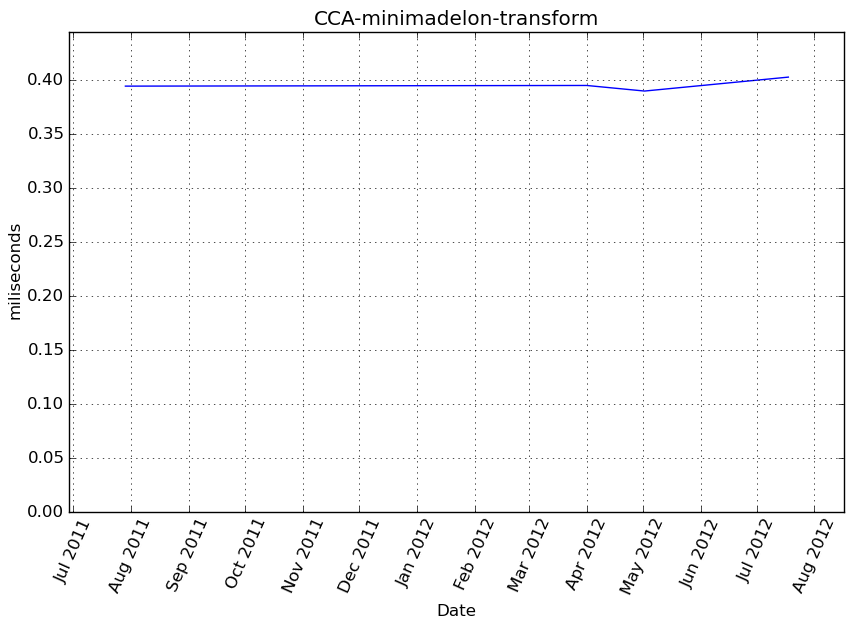 CCA-minimadelon-transform
0.40
0.35
0.30
0.25
0.20
0.15
0.10
0.05
0.00
miliseconds
Jul 2011
Aug 2011
Sep 2011
Oct 2011
Nov 2011
Dec 2011
Jan 2012
Feb 2012
Mar 2012
Apr 2012
May 2012
Jun 2012
Jul 2012
Aug 2012
Date